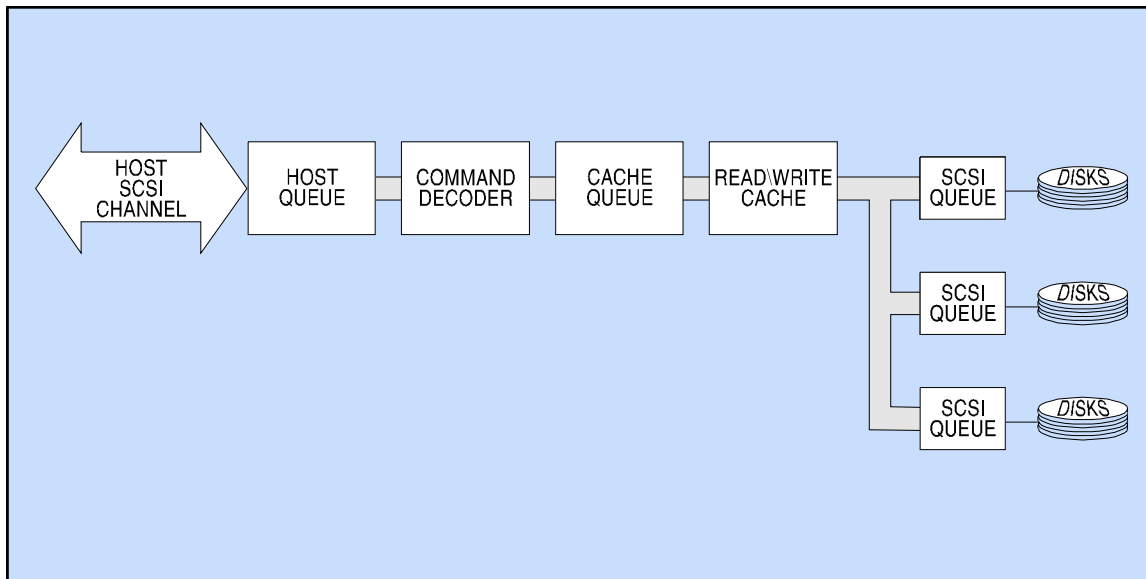 HOST
SCSI
CHANNEL
HOST
QUEUE
COMMAND
DECODER
CACHE
QUEUE
READ\WRITE
CACHE
SCSI
QUEUE
DISKS
SCSI
QUEUE
DISKS
SCSI
QUEUE
DISKS